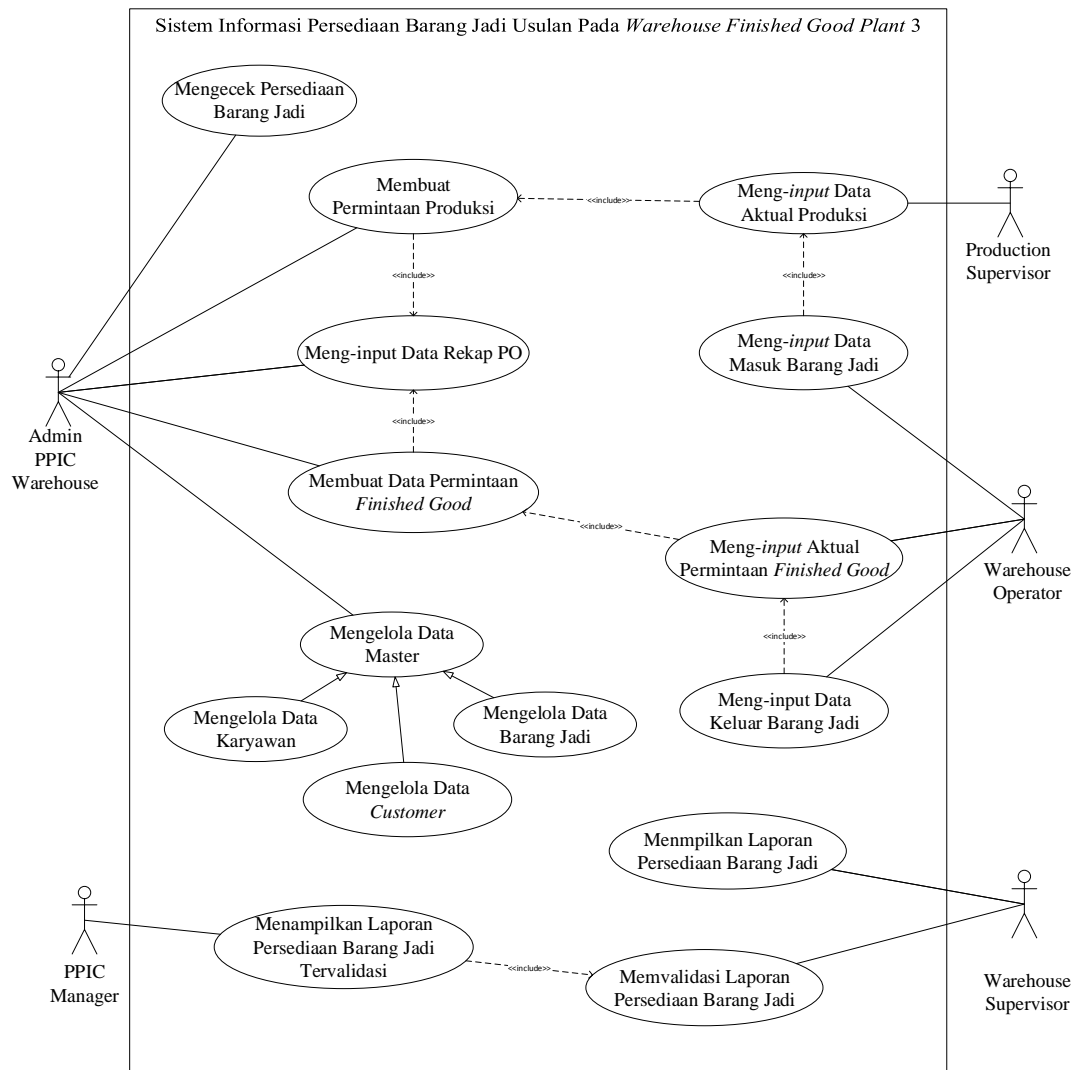 Sistem Informasi Persediaan Barang Jadi Usulan Pada Warehouse Finished Good Plant 3
Mengecek Persediaan
Barang Jadi
Membuat
Permintaan Produksi
<<include>>
Meng-input Data
Aktual Produksi
Production
Supervisor
<<include>>
<<include>>
Meng-input Data Rekap PO
Meng-input Data
Masuk Barang Jadi
Admin
PPIC
Warehouse
<<include>>
Membuat Data Permintaan
Finished Good
<<include>>
Meng-input Aktual
Permintaan Finished Good
Warehouse
Operator
<<include>>
Mengelola Data
Master
Meng-input Data
Keluar Barang Jadi
Mengelola Data
Karyawan
Mengelola Data
Barang Jadi
Mengelola Data
Customer
Menmpilkan Laporan
Persediaan Barang Jadi
Menampilkan Laporan
Persediaan Barang Jadi
Tervalidasi
PPIC
Manager
<<include>>
Memvalidasi Laporan
Persediaan Barang Jadi
Warehouse
Supervisor